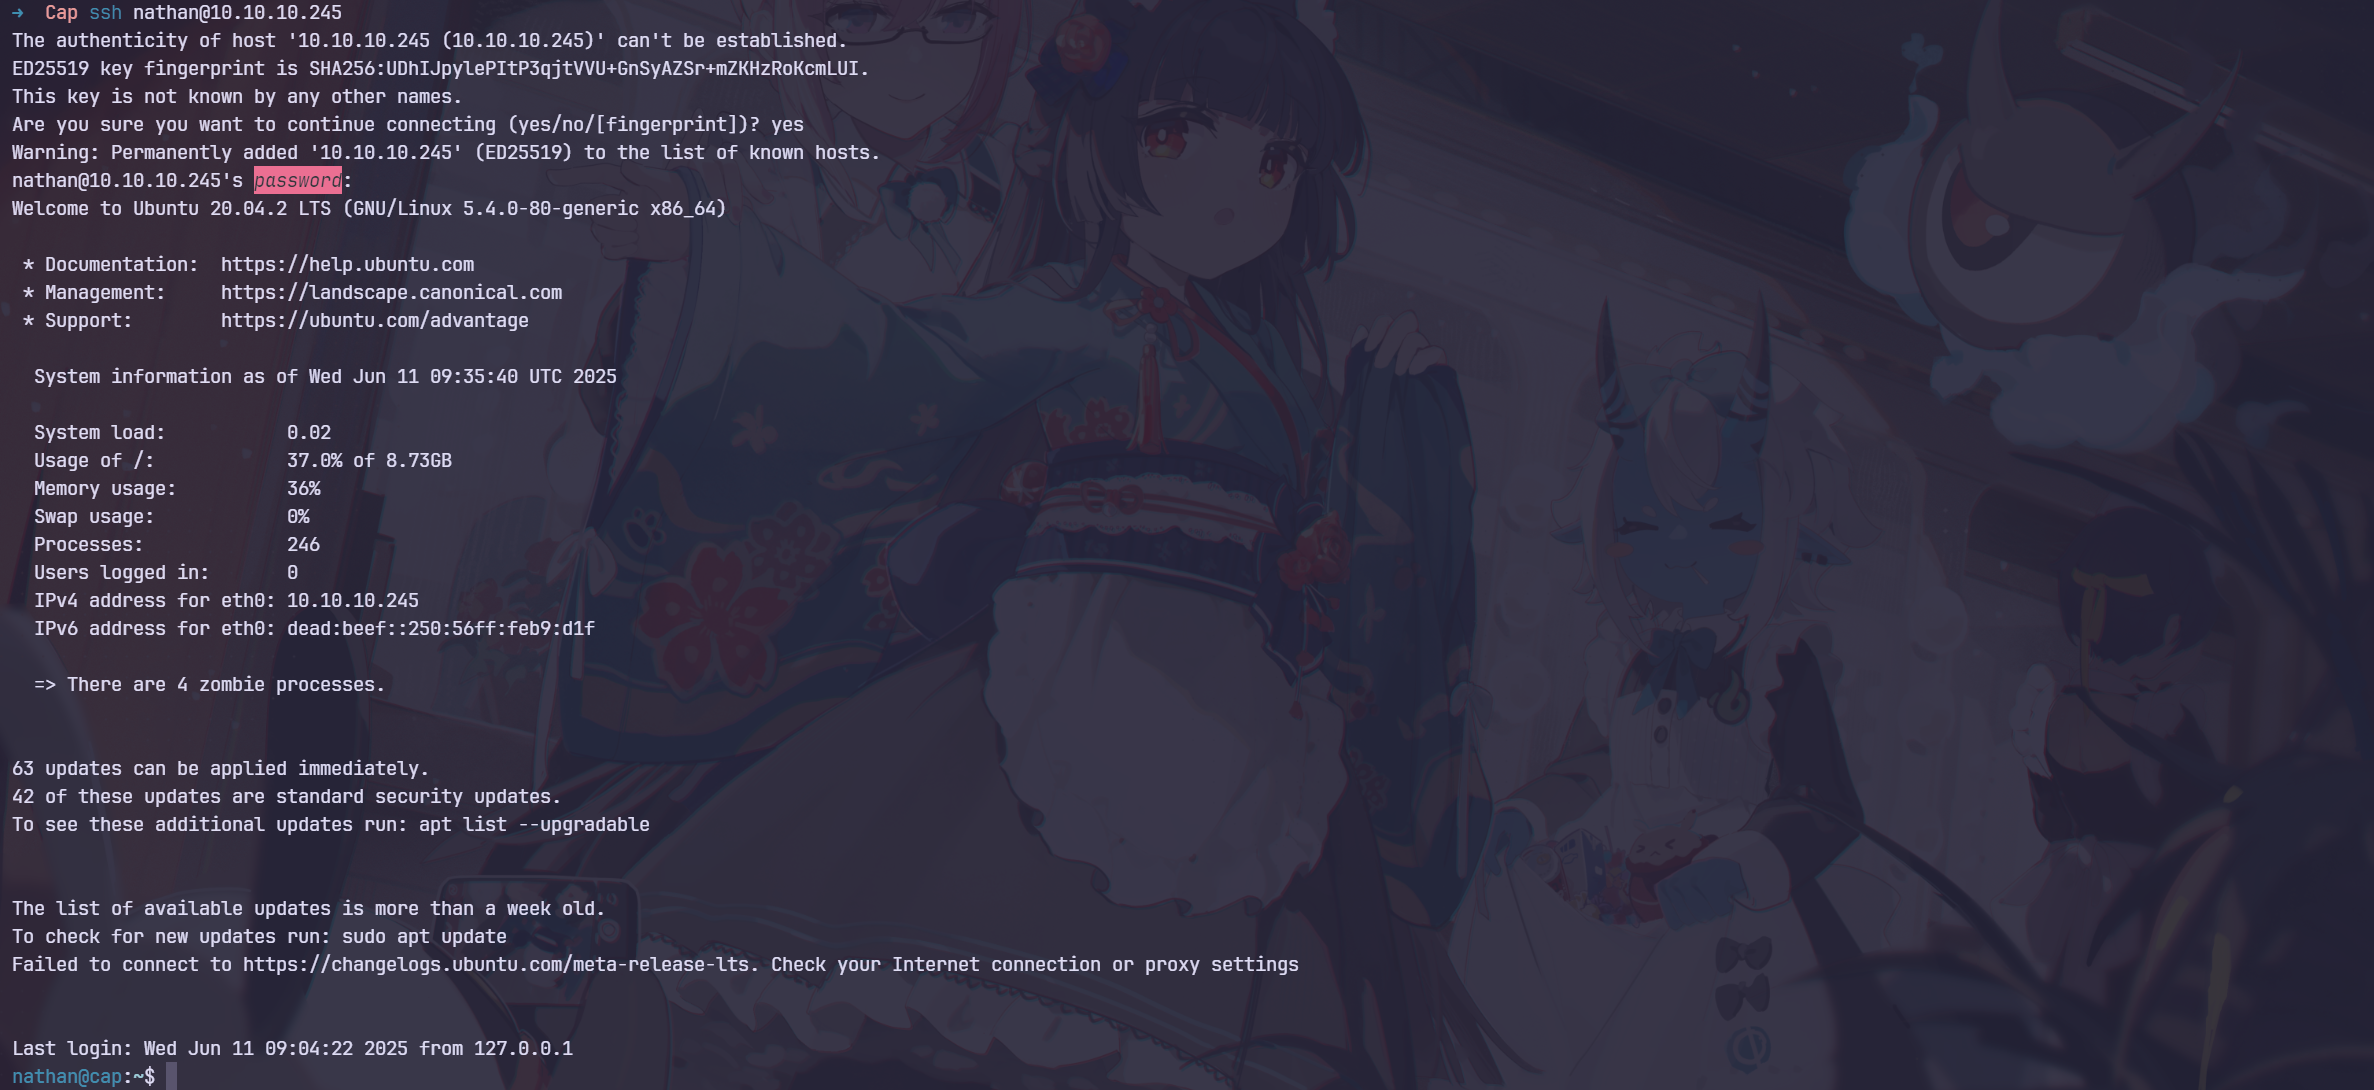 →  Cap ssh nathan@10.10.10.245
The authenticity of host '10.10.10.245 (10.10.10.245)' can't be established.
ED25519 key fingerprint is SHA256:UDhIJpylePItP3qjtVVU+GnSyAZSr+mZKHzRoKcmLUI.
This key is not known by any other names.
Are you sure you want to continue connecting (yes/no/[fingerprint])? yes
Warning: Permanently added '10.10.10.245' (ED25519) to the list of known hosts.
nathan@10.10.10.245's password:
Welcome to Ubuntu 20.04.2 LTS (GNU/Linux 5.4.0-80-generic x86_64)
 * Documentation:  https://help.ubuntu.com
 * Management:     https://landscape.canonical.com
 * Support:        https://ubuntu.com/advantage
  System information as of Wed Jun 11 09:35:40 UTC 2025
  System load:           0.02
  Usage of /:            37.0% of 8.73GB
  Memory usage:          36%
  Swap usage:            0%
  Processes:             246
  Users logged in:       0
  IPv4 address for eth0: 10.10.10.245
  IPv6 address for eth0: dead:beef::250:56ff:feb9:d1f
  => There are 4 zombie processes.
63 updates can be applied immediately.
42 of these updates are standard security updates.
To see these additional updates run: apt list --upgradable
The list of available updates is more than a week old.
To check for new updates run: sudo apt update
Failed to connect to https://changelogs.ubuntu.com/meta-release-lts. Check your Internet connection or proxy settings
Last login: Wed Jun 11 09:04:22 2025 from 127.0.0.1
nathan@cap:~$